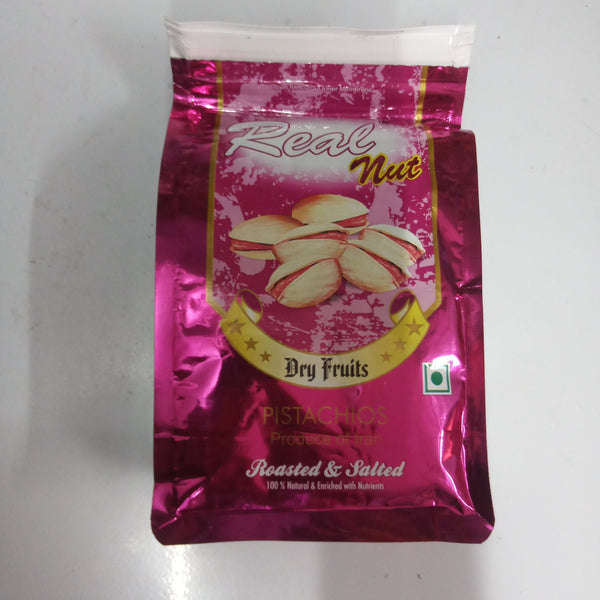 Real
Nut
Dry Fruits
PISTACHIOS
Produce of Iran
Roasted & Salted
100 % Natural & Enriched with Nutrients